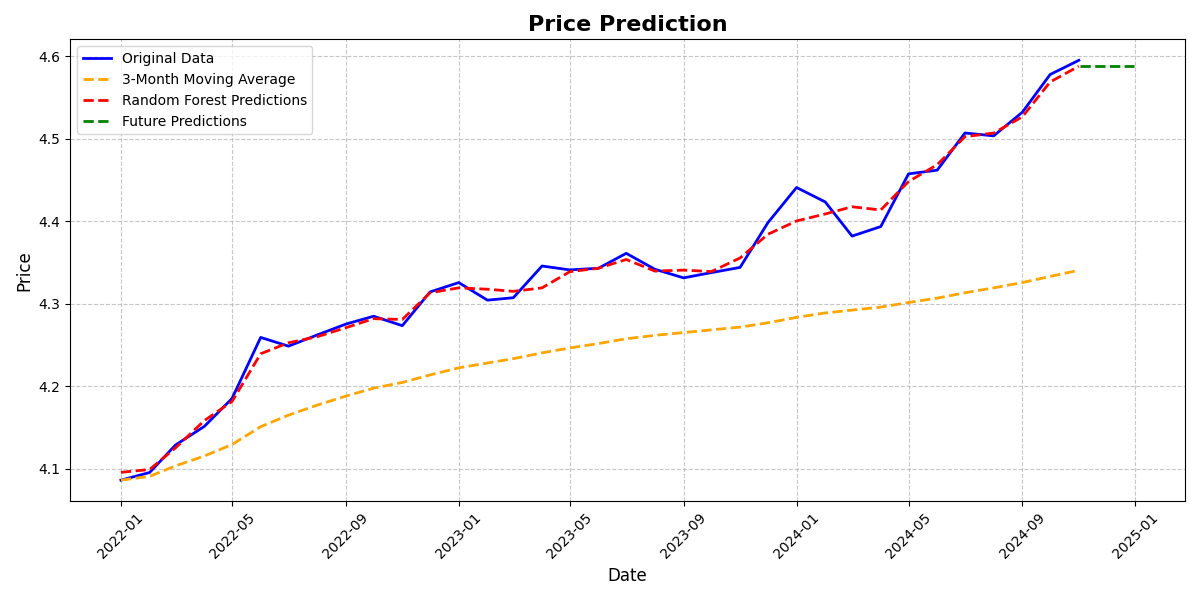 Price Prediction
Original Data
3-Month Moving Average
Random Forest Predictions
Future Predictions
4.6
4.5
4.4
4.3
4.2
4.1
Price
2022-01
2022-05
2022-09
2023-01
2023-05
2023-09
2024-01
2024-05
2024-09
2025-01
Date